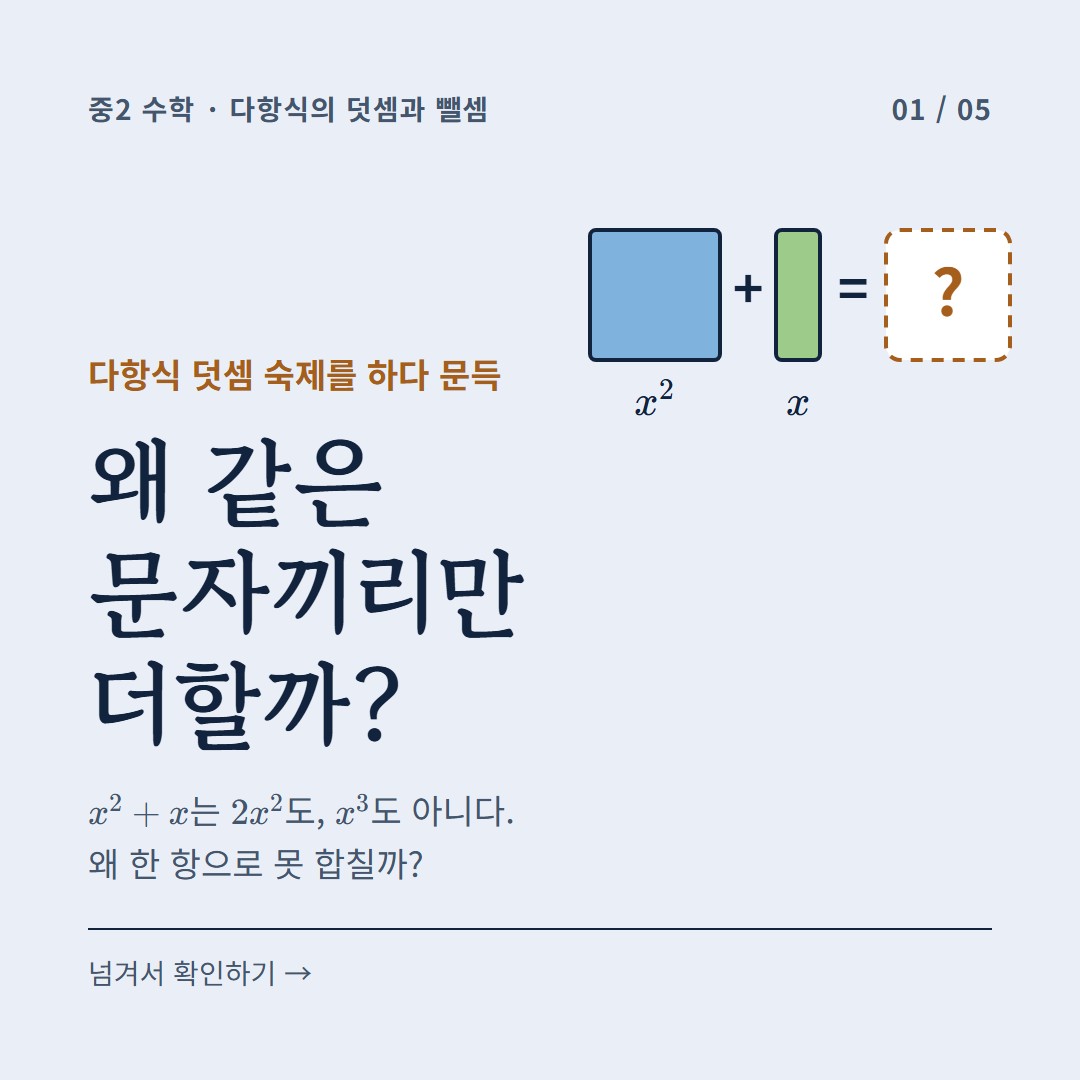 중2 수학 · 다항식의 덧셈과 뺄셈
01 / 05
+ = ?
x² x
다항식 덧셈 숙제를 하다 문득
왜 같은
문자끼리만
더할까?
x² + x는 2x²도, x³도 아니다.
왜 한 항으로 못 합칠까?
넘겨서 확인하기 →